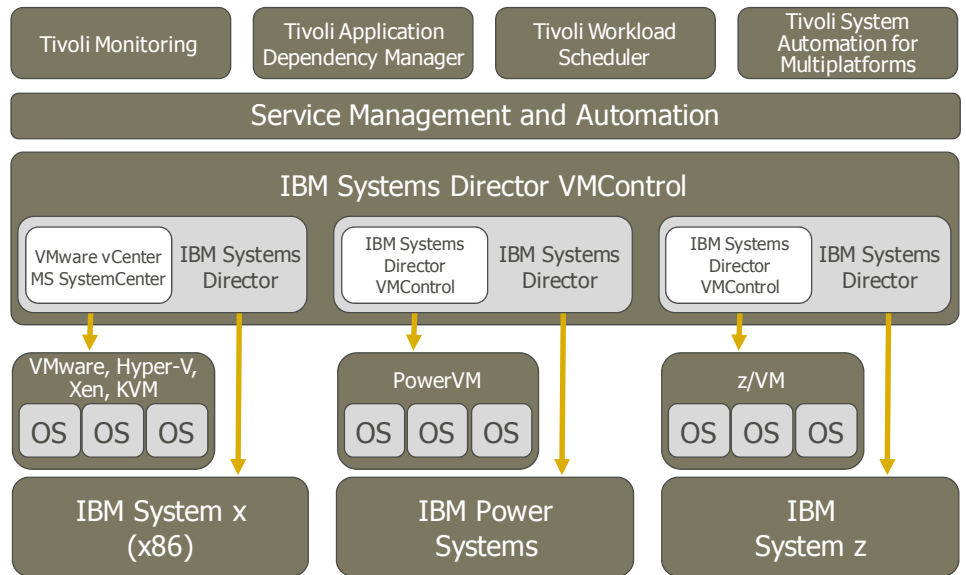 Tivoli Monitoring
Tivoli Application
Dependency Manager
Tivoli Workload
Scheduler
Tivoli System
Automation for
Multiplatforms
Service Management and Automation
IBM Systems Director VMControl
VMware vCenter
MS SystemCenter
IBM Systems
Director
IBM Systems
Director
VMControl
IBM Systems
Director
IBM Systems
Director
VMControl
IBM Systems
Director
VMware, Hyper-V,
Xen, KVM
OS OS OS
PowerVM
OS OS OS
z/VM
OS OS OS
IBM System x
(x86)
IBM Power
Systems
IBM
System z